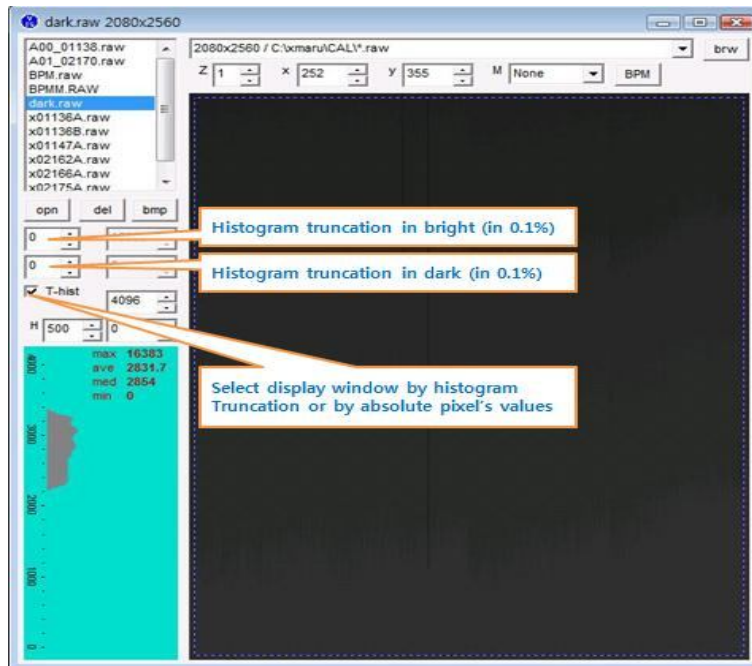 dark.raw 2080x2560
A00_01138.raw
A01_02170.raw
BPM.raw
BPMM.RAW
dark.raw
x01136A.raw
x01136B.raw
x01147A.raw
x02162A.raw
x02166A.raw
x02175A.raw
2080x2560 / C:\xmaru\CAL\*.raw
brw
Z 1 x 252 y 355 M None BPM
opn del bmp
0
Histogram truncation in bright (in 0.1%)
0
Histogram truncation in dark (in 0.1%)
T-hist
4096
H 500 0
max 16383
ave 2831.7
med 2854
min 0
4000
3000
2000
1000
0
Select display window by histogram
Truncation or by absolute pixel's values